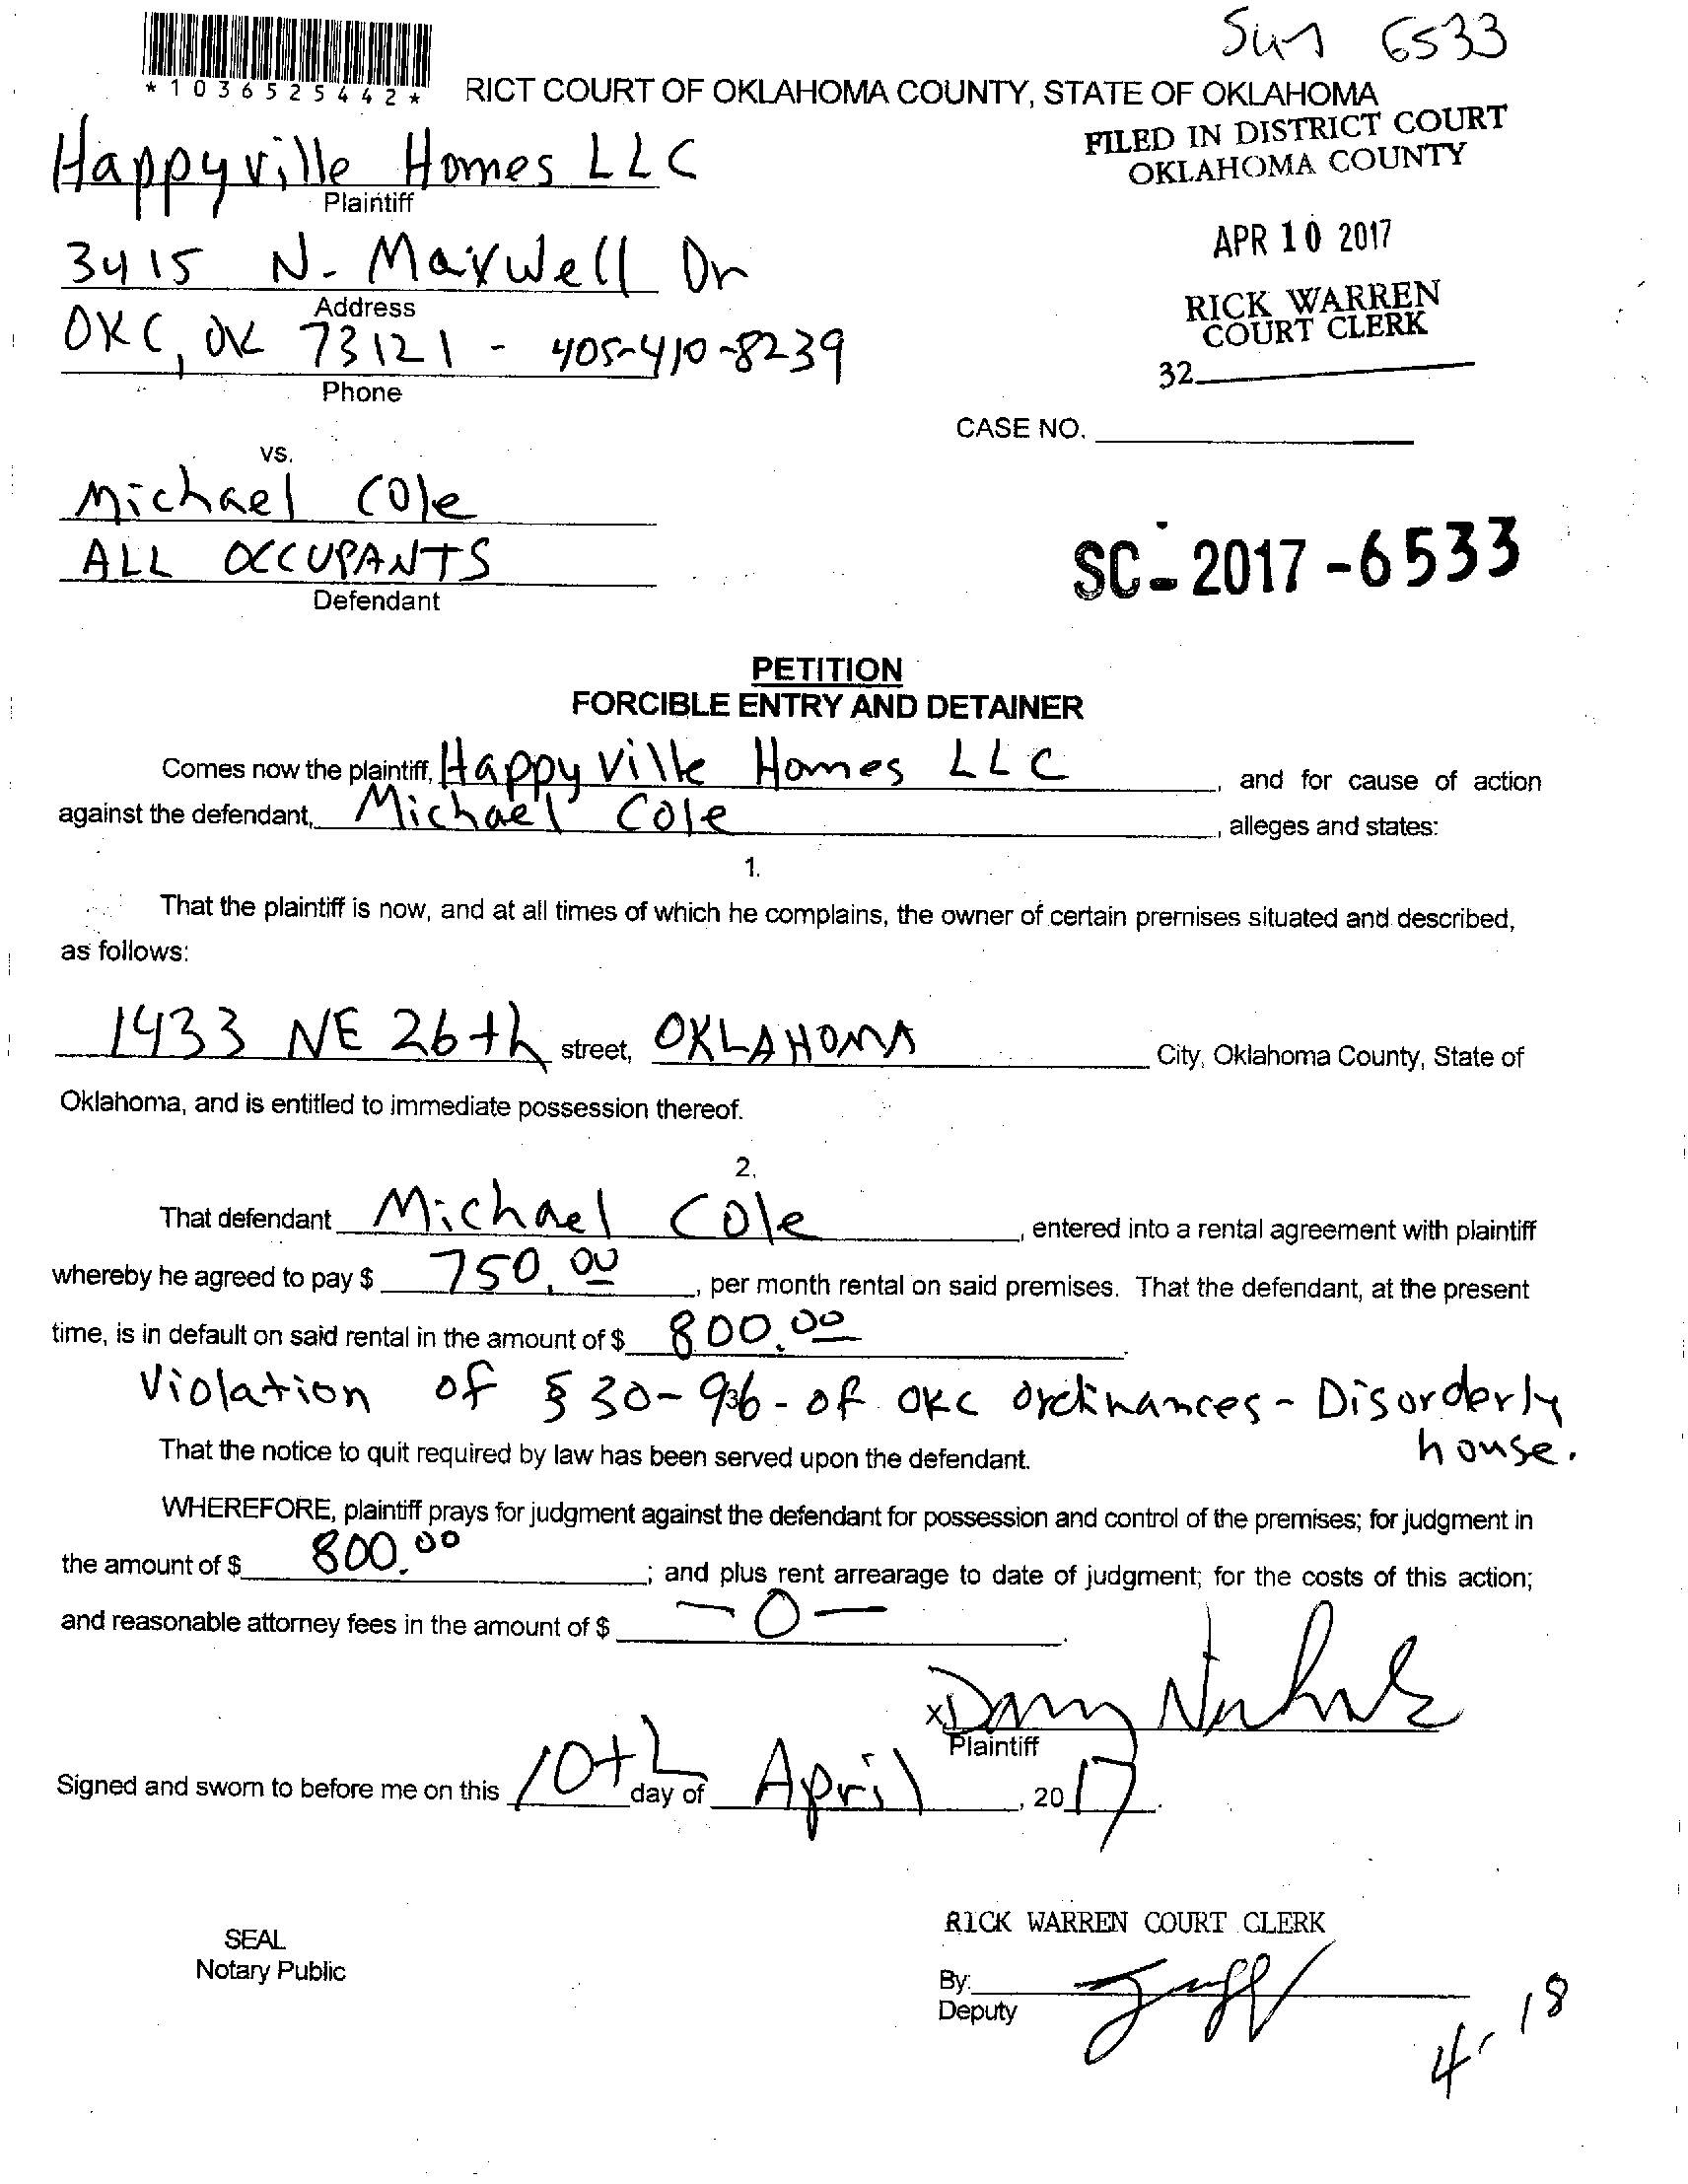 6533
*1036525442*
RICT COURT OF OKLAHOMA COUNTY, STATE OF OKLAHOMA
FILED IN DISTRICT COURT
OKLAHOMA COUNTY
Happyville Homes LLC
Plaintiff
APR 10 2017
3415 N. Maxwell Dr
Address
RICK WARREN
COURT CLERK
OKC, OK 73121 - 405-410-8239
Phone
32
CASE NO.
vs.
Michael Cole
ALL OCCUPANTS
Defendant
SC-2017-6533
PETITION
FORCIBLE ENTRY AND DETAINER
Comes now the plaintiff, Happyville Homes LLC, and for cause of action
against the defendant, Michael Cole, alleges and states:
1.
That the plaintiff is now, and at all times of which he complains, the owner of certain premises situated and described,
as follows:
1433 NE 26th street, OKLAHOMA City, Oklahoma County, State of
Oklahoma, and is entitled to immediate possession thereof.
2.
That defendant Michael Cole, entered into a rental agreement with plaintiff
whereby he agreed to pay $ 750.00, per month rental on said premises. That the defendant, at the present
time, is in default on said rental in the amount of $ 800.00.
Violation of § of OKC ordinances - Disorderly
house.
That the notice to quit required by law has been served upon the defendant.
WHEREFORE, plaintiff prays for judgment against the defendant for possession and control of the premises; for judgment in
the amount of $ 800.00; and plus rent arrearage to date of judgment; for the costs of this action;
and reasonable attorney fees in the amount of $ -0-.
X
Plaintiff
Signed and sworn to before me on this 10th day of April, 2017.
RICK WARREN COURT CLERK
SEAL
Notary Public
By:
Deputy
4-18